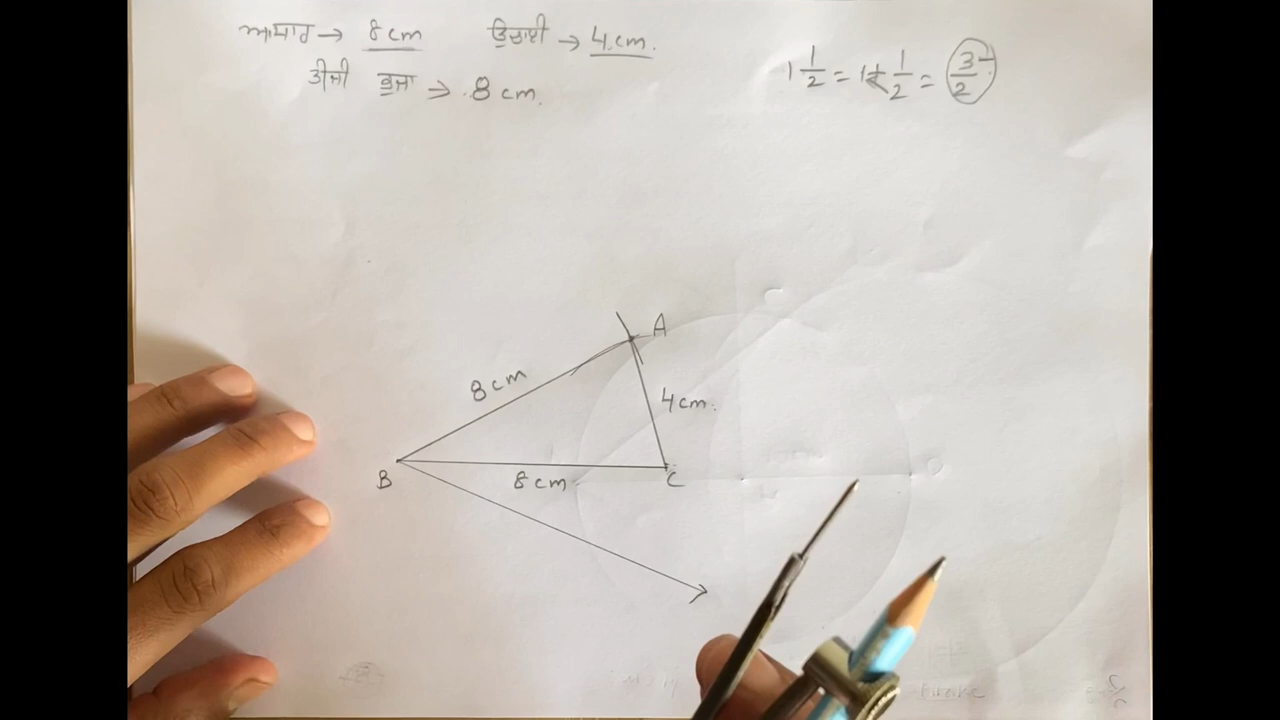 ਆਧਾਰ → 8 cm ਉਚਾਈ → 4 cm.
ਤੀਜੀ ਭੁਜਾ → 8 cm.
1 1/2 = 1 + 1/2 = 3/2
A
8 cm
4 cm.
B
8 cm.
C